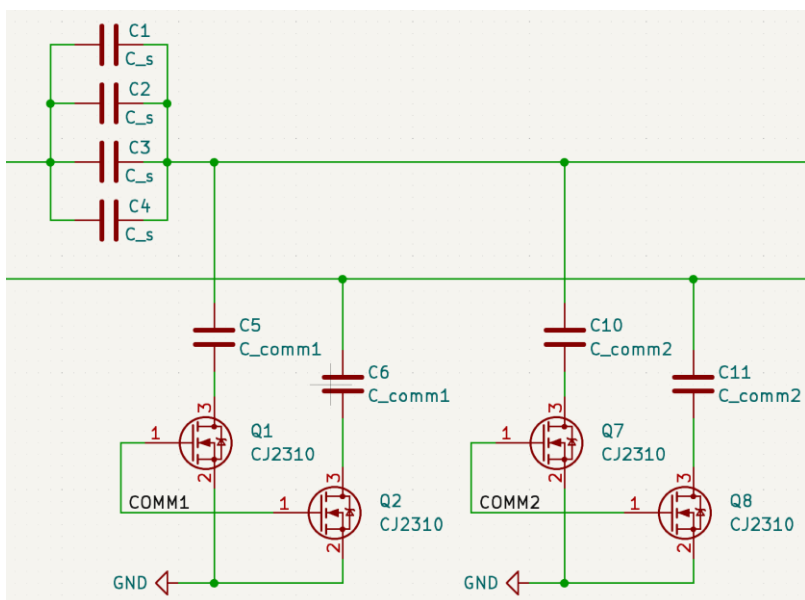 C1
C_s
C2
C_s
C3
C_s
C4
C_s
C5
C_comm1
C6
C_comm1
C10
C_comm2
C11
C_comm2
3
1
Q1
CJ2310
2
COMM1
3
1
Q2
CJ2310
2
GND
3
1
Q7
CJ2310
2
COMM2
3
1
Q8
CJ2310
2
GND